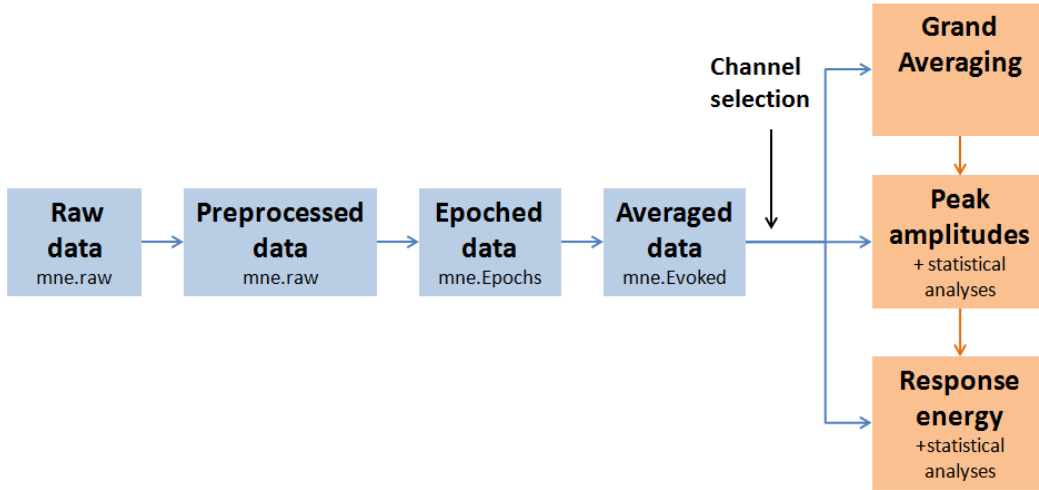 Raw
data
mne.raw
Preprocessed
data
mne.raw
Epoched
data
mne.Epochs
Averaged
data
mne.Evoked
Channel
selection
Grand
Averaging
Peak
amplitudes
+ statistical
analyses
Response
energy
+statistical
analyses